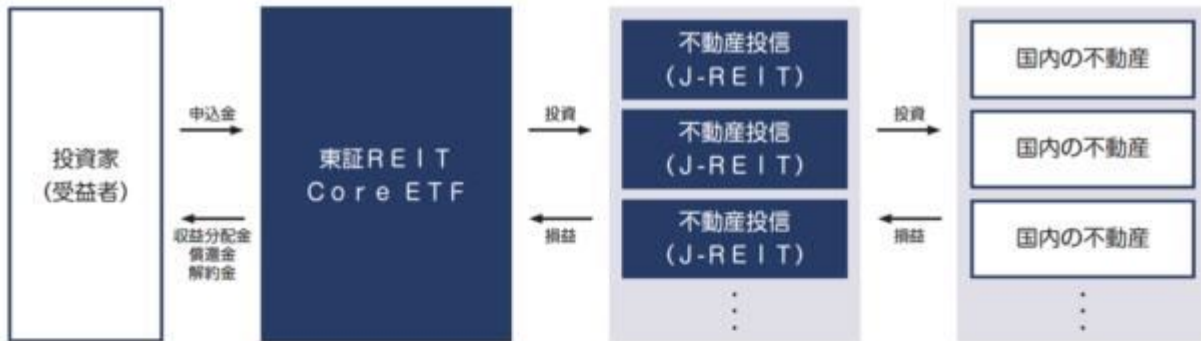 投資家
(受益者)
申込金
収益分配金
償還金
解約金
東証REIT
Core ETF
投資
損益
不動産投信
(J-REIT)
不動産投信
(J-REIT)
不動産投信
(J-REIT)
投資
損益
国内の不動産
国内の不動産
国内の不動産